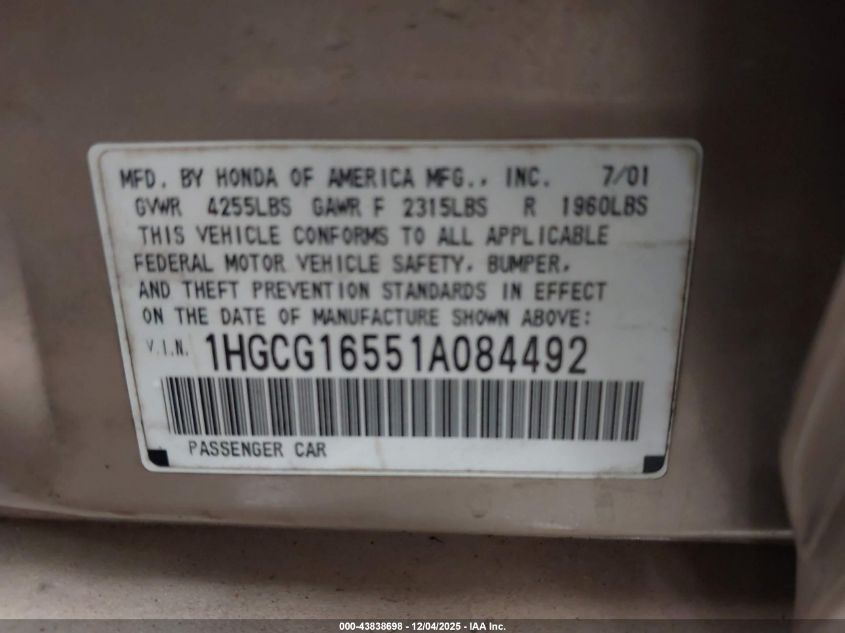 MFD. BY HONDA OF AMERICA MFG., INC. 7/01
GVWR 4255LBS GAWR F 2315LBS R 1960LBS
THIS VEHICLE CONFORMS TO ALL APPLICABLE
FEDERAL MOTOR VEHICLE SAFETY, BUMPER,
AND THEFT PREVENTION STANDARDS IN EFFECT
ON THE DATE OF MANUFACTURE SHOWN ABOVE:
V.I.N. 1HGCG16551A084492
PASSENGER CAR
000-43838698 - 12/04/2025 - IAA Inc.